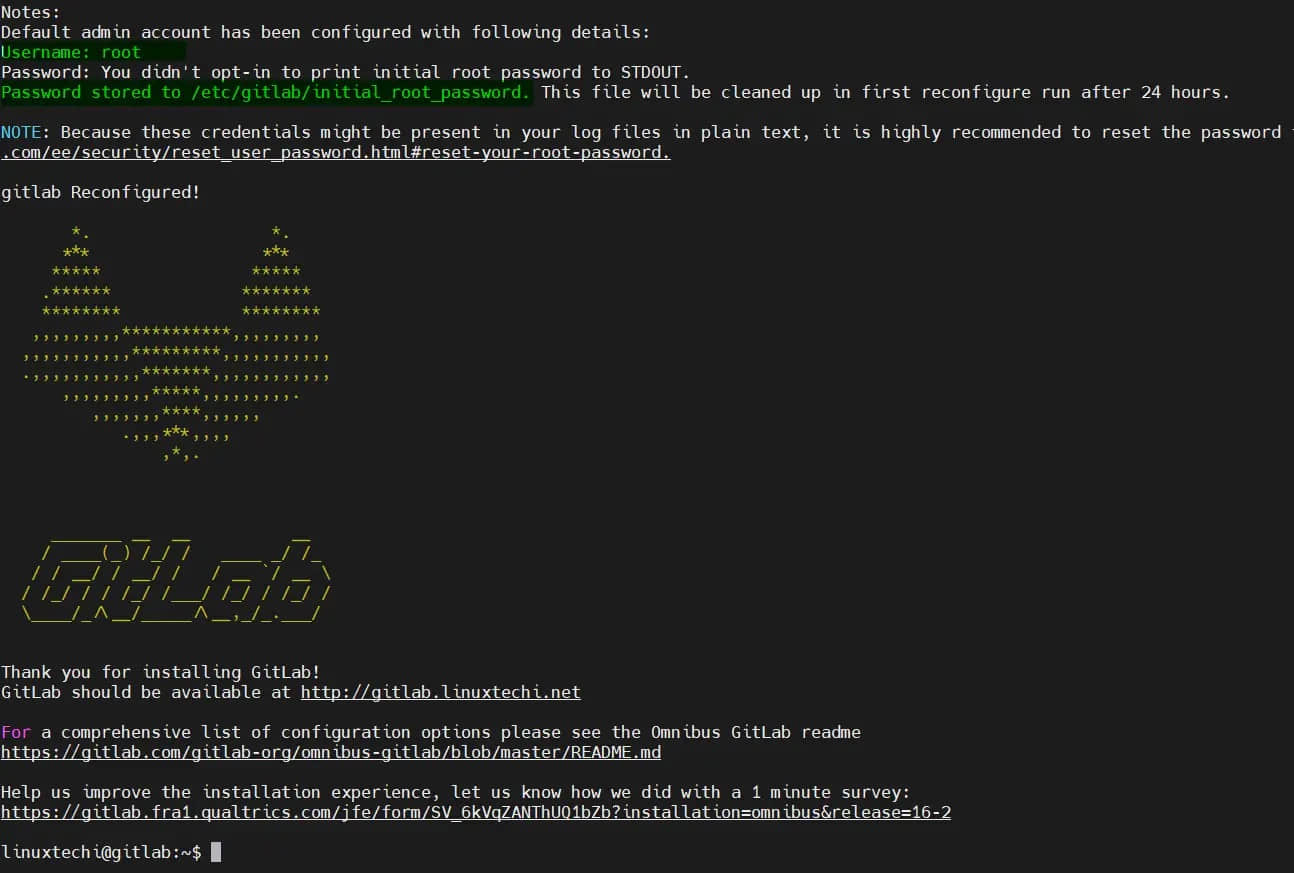 Notes:
Default admin account has been configured with following details:
Username: root
Password: You didn't opt-in to print initial root password to STDOUT.
Password stored to /etc/gitlab/initial_root_password. This file will be cleaned up in first reconfigure run after 24 hours.
NOTE: Because these credentials might be present in your log files in plain text, it is highly recommended to reset the password
.com/ee/security/reset_user_password.html#reset-your-root-password.
gitlab Reconfigured!
GitLab
Thank you for installing GitLab!
GitLab should be available at http://gitlab.linuxtechi.net
For a comprehensive list of configuration options please see the Omnibus GitLab readme
https://gitlab.com/gitlab-org/omnibus-gitlab/blob/master/README.md
Help us improve the installation experience, let us know how we did with a 1 minute survey:
https://gitlab.fra1.qualtrics.com/jfe/form/SV_6kVqZANThUQ1bZb?installation=omnibus&release=16-2
linuxtechi@gitlab:~$